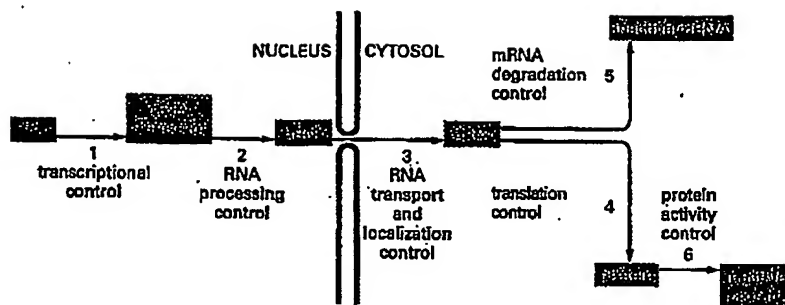 NUCLEUS
CYTOSOL
mRNA
degradation
control
5
1
transcriptional
control
2
RNA
processing
control
3
RNA
transport
and
localization
control
translation
control
4
protein
activity
control
6
protein